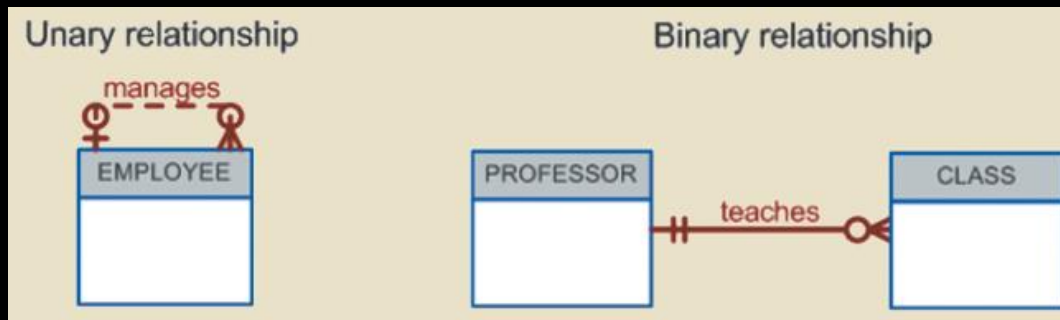 Unary relationship
manages
EMPLOYEE
Binary relationship
PROFESSOR
teaches
CLASS